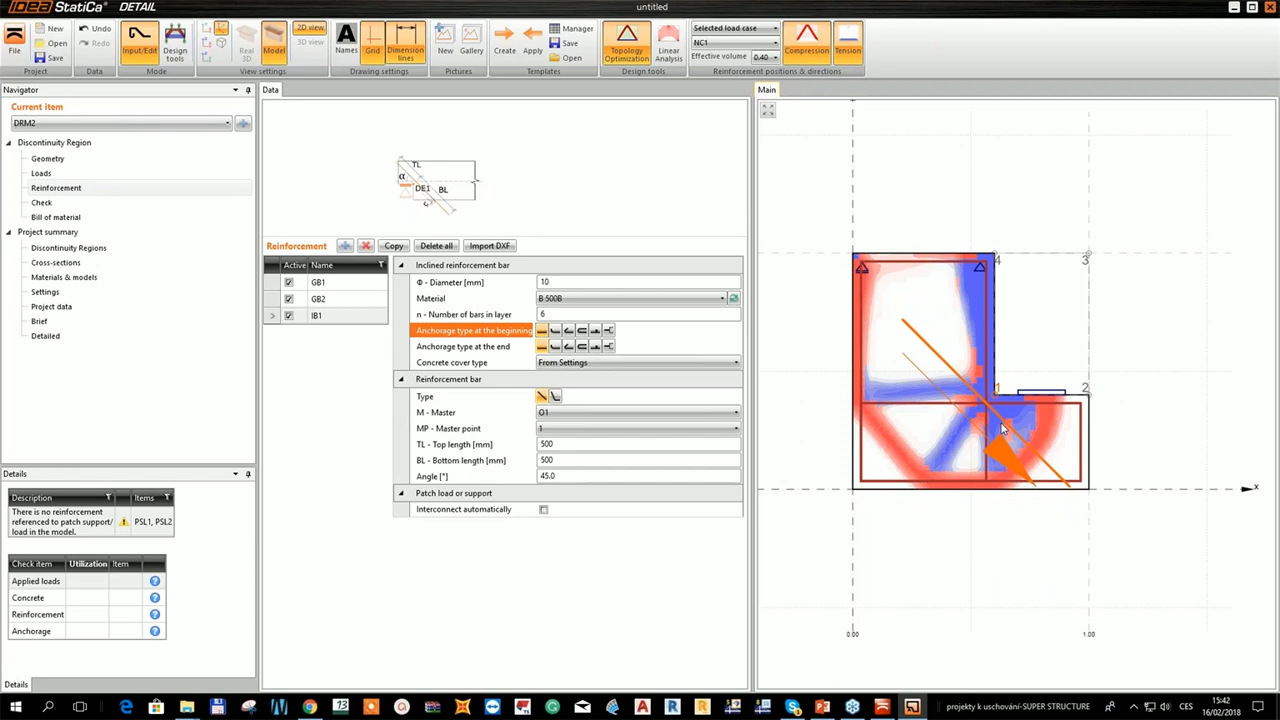 IDEA StatiCa DETAIL untitled
File New Open Save Undo Redo Input/Edit Design tools Real 3D Model 2D view 3D view Names Grid Dimension lines New Gallery Create Apply Manager Save Open Topology Optimization Linear Analysis Selected load case NC1 Effective volume 0.40 Compression Tension
Project Data Mode View settings Drawing settings Pictures Templates Design tools Reinforcement positions & directions
Navigator
Current item
DRM2
Discontinuity Region
Geometry
Loads
Reinforcement
Check
Bill of material
Project summary
Discontinuity Regions
Cross-sections
Materials & models
Settings
Project data
Brief
Detailed
Details
Description Items
There is no reinforcement
referenced to patch support/
load in the model.
PSL1, PSL2
Check item Utilization Item
Applied loads
Concrete
Reinforcement
Anchorage
Details
Data
TL
α
DE1 BL
c
Reinforcement Copy Delete all Import DXF
Active Name
GB1
GB2
IB1
Inclined reinforcement bar
Φ - Diameter [mm] 10
Material B 500B
n - Number of bars in layer 6
Anchorage type at the beginning
Anchorage type at the end
Concrete cover type From Settings
Reinforcement bar
Type
M - Master O1
MP - Master point 1
TL - Top length [mm] 500
BL - Bottom length [mm] 500
Angle [°] 45.0
Patch load or support
Interconnect automatically
Main
4 3
1 2
x
0.00 1.00
15:42
CES
16/02/2018
projekty k uschování-SUPER STRUCTURE